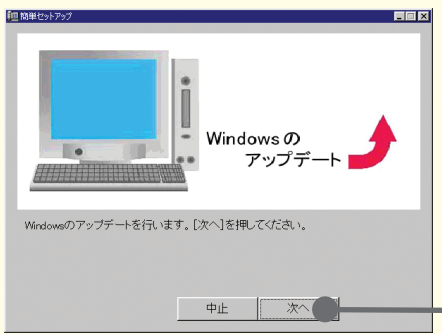 簡単セットアップ
Windowsの
アップデート
Windowsのアップデートを行います。[次へ]を押してください。
中止
次へ